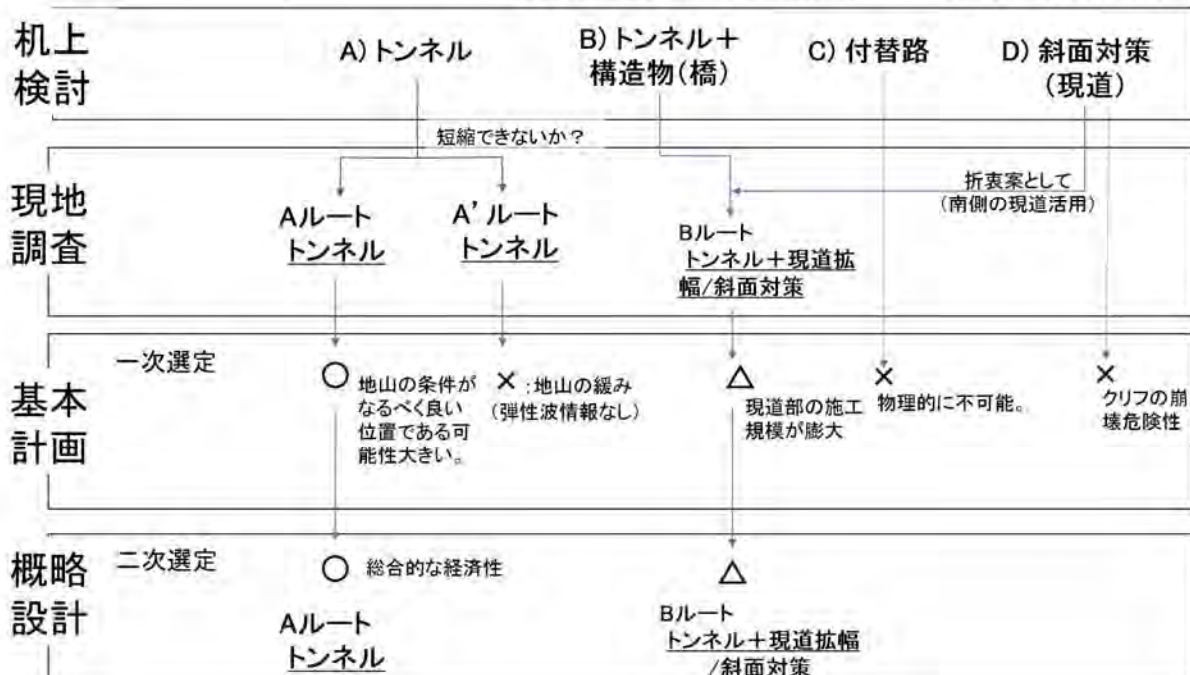 机上
検討
A)トンネル
B)トンネル+
構造物(橋)
C)付替路
D)斜面対策
(現道)
短縮できないか?
現地
調査
Aルート
トンネル
A'ルート
トンネル
折衷案として
(南側の現道活用)
Bルート
トンネル+現道拡
幅/斜面対策
基本
計画
一次選定
○
地山の条件が
なるべく良い
位置である可
能性大きい。
×:地山の緩み
(弾性波情報なし)
△
現道部の施工
規模が膨大
×
物理的に不可能。
×
クリフの崩
壊危険性
概略
設計
二次選定
○ 総合的な経済性
Aルート
トンネル
△
Bルート
トンネル+現道拡幅
/斜面対策